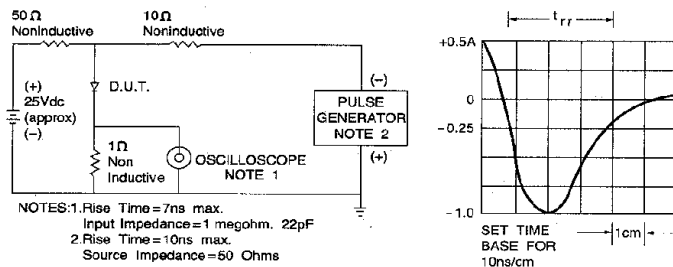 50Ω
NonInductive
10Ω
NonInductive
(+)
25Vdc
(approx)
(-)
D.U.T.
1Ω
Non
Inductive
OSCILLOSCOPE
NOTE 1
(-)
PULSE
GENERATOR
NOTE 2
(+)
NOTES:1.Rise Time=7ns max.
Input Impedance=1 megohm. 22pF
2.Rise Time=10ns max.
Source Impedance=50 Ohms
trr
+0.5A
0
-0.25
-1.0
SET TIME
BASE FOR
10ns/cm
1cm